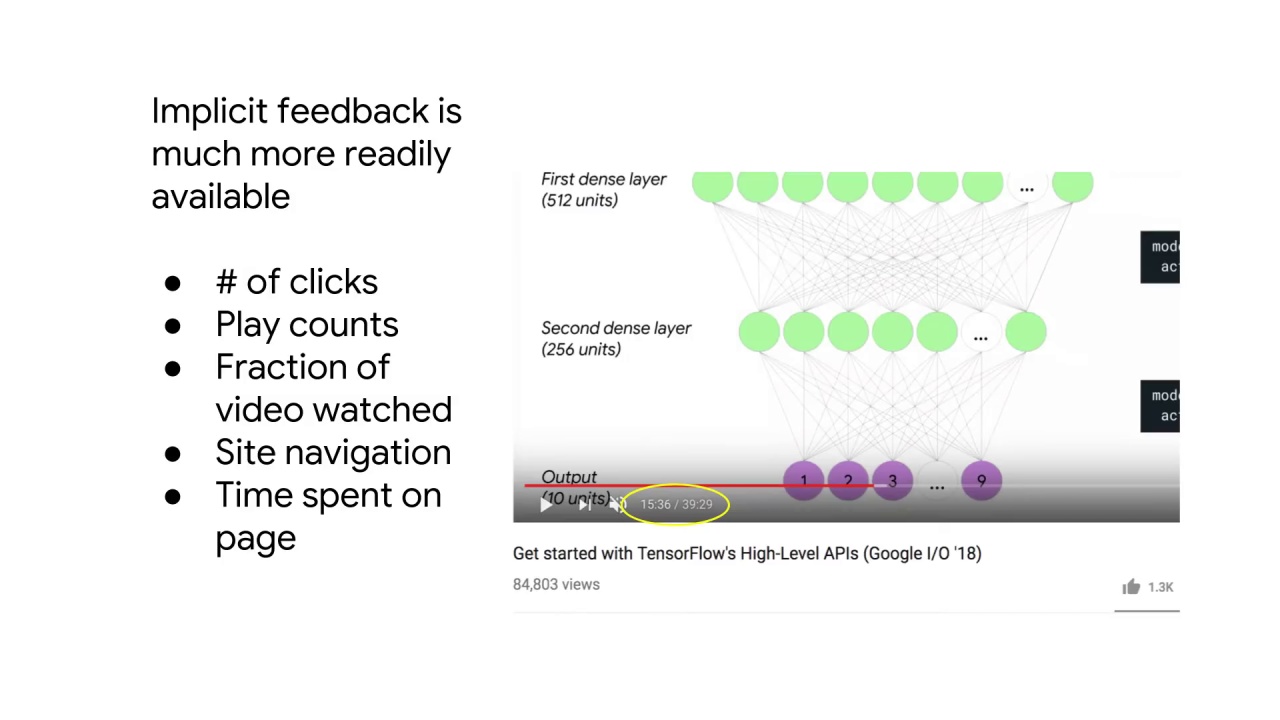 Implicit feedback is
much more readily
available
● # of clicks
● Play counts
● Fraction of
video watched
● Site navigation
● Time spent on
page
First dense layer
(512 units)
...
mod
ac
Second dense layer
(256 units)
...
mod
ac
Output
(10 units)
1 2 3 ... 9
15:36 / 39:29
Get started with TensorFlow's High-Level APIs (Google I/O '18)
84,803 views
1.3K